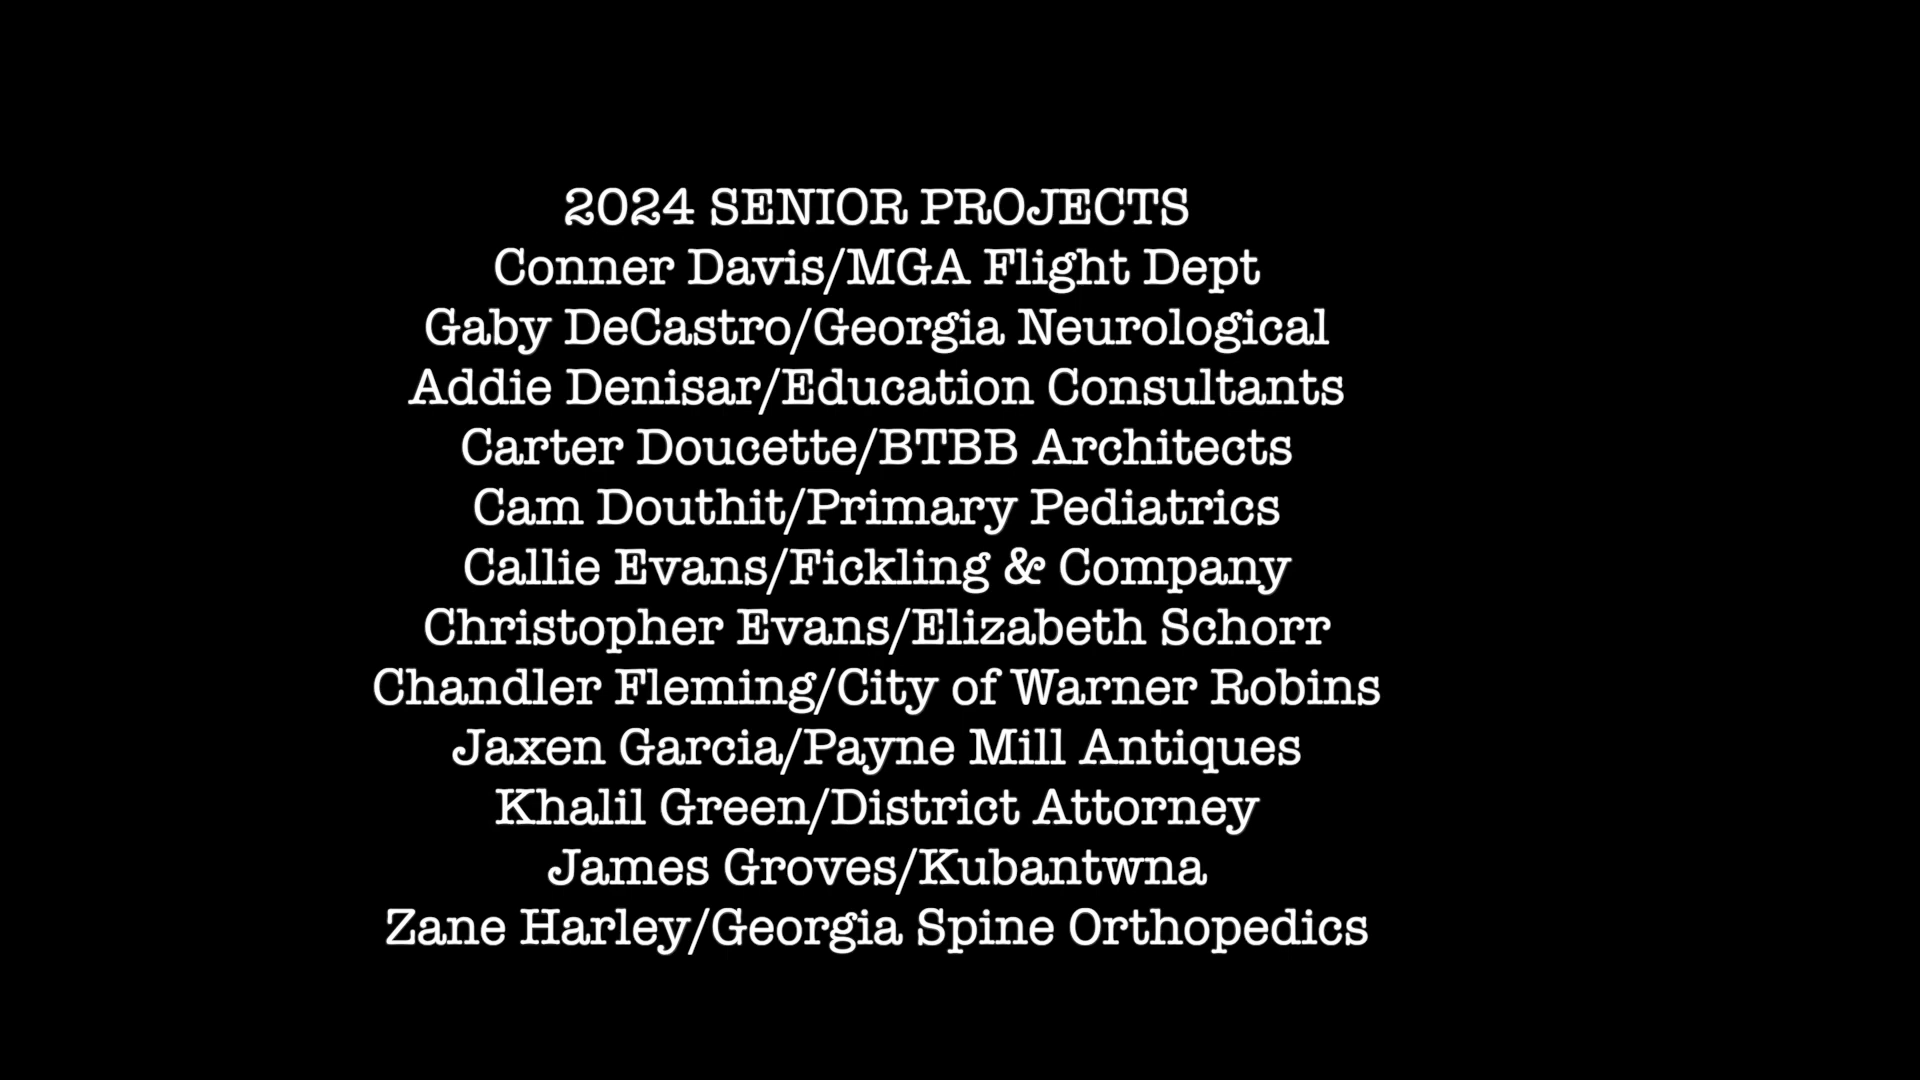 2024 SENIOR PROJECTS
Conner Davis/MGA Flight Dept
Gaby DeCastro/Georgia Neurological
Addie Denisar/Education Consultants
Carter Doucette/BTBB Architects
Cam Douthit/Primary Pediatrics
Callie Evans/Fickling & Company
Christopher Evans/Elizabeth Schorr
Chandler Fleming/City of Warner Robins
Jaxen Garcia/Payne Mill Antiques
Khalil Green/District Attorney
James Groves/Kubantwna
Zane Harley/Georgia Spine Orthopedics